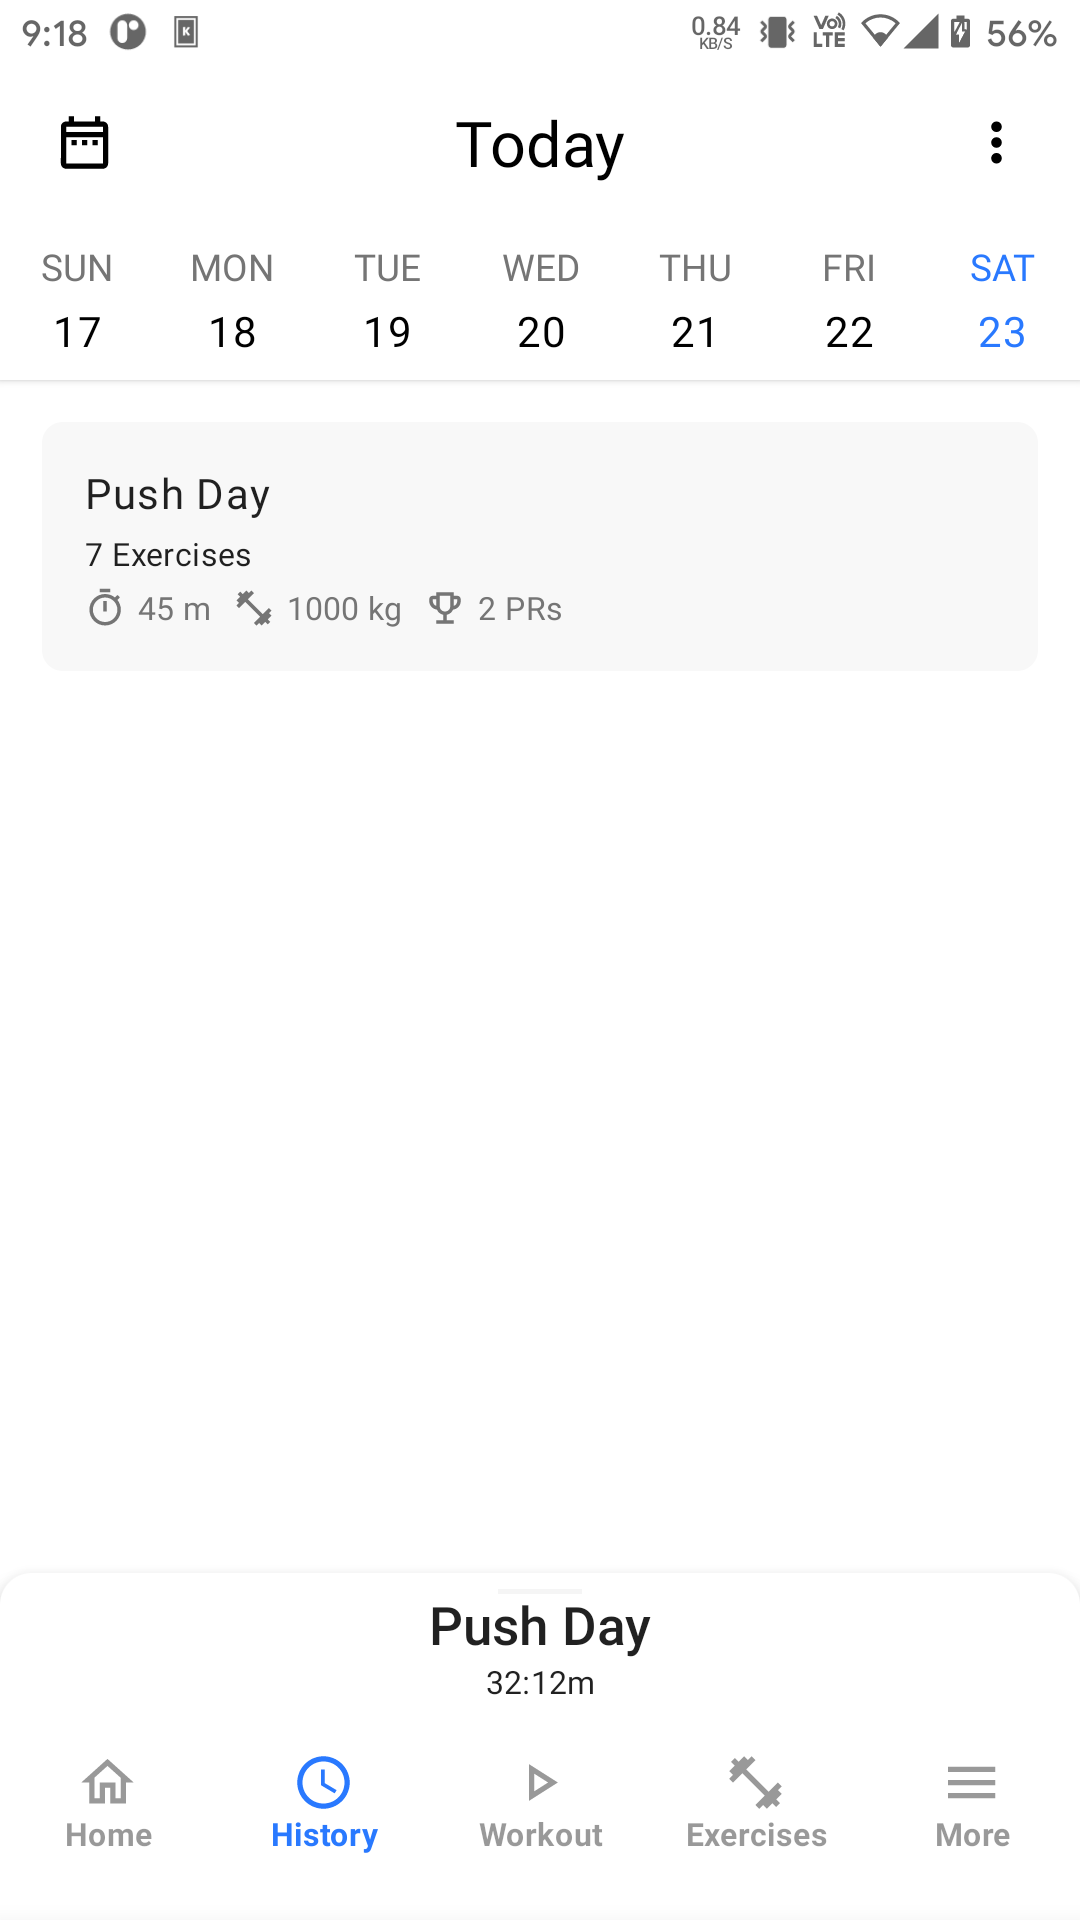 9:18 K 0.84 KB/S Vo) LTE 56%
Today
SUN MON TUE WED THU FRI SAT
17 18 19 20 21 22 23
Push Day
7 Exercises
45 m 1000 kg 2 PRs
Push Day
32:12m
Home History Workout Exercises More